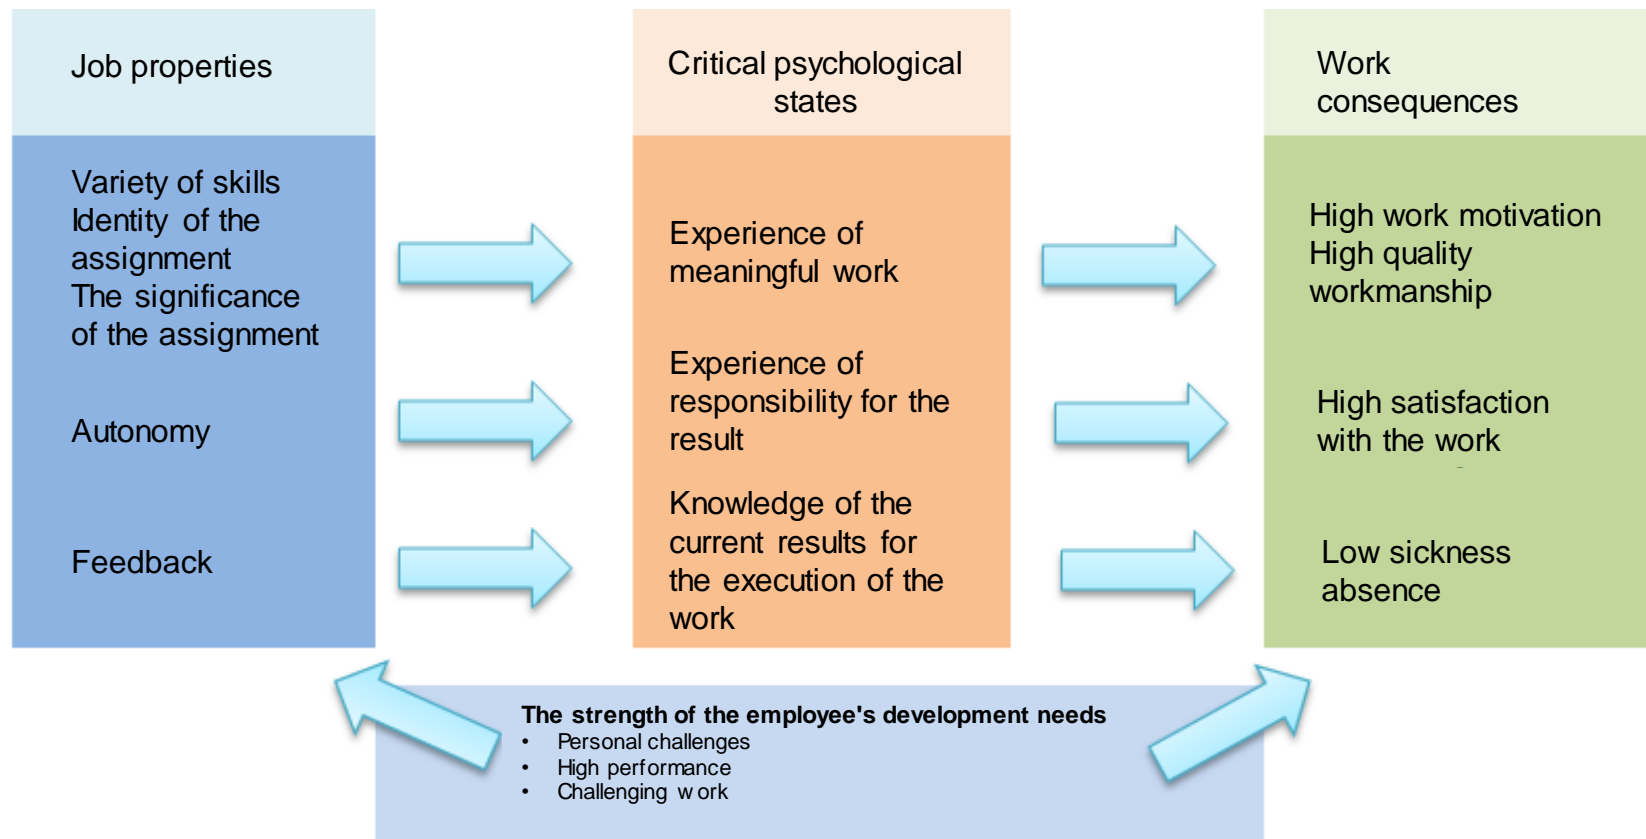 Job properties
Critical psychological
states
Work
consequences
Variety of skills
Identity of the
assignment
The significance
of the assignment
Autonomy
Feedback
Experience of
meaningful work
Experience of
responsibility for the
result
Knowledge of the
current results for
the execution of the
work
High work motivation
High quality
workmanship
High satisfaction
with the work
Low sickness
absence
The strength of the employee's development needs
• Personal challenges
• High performance
• Challenging work